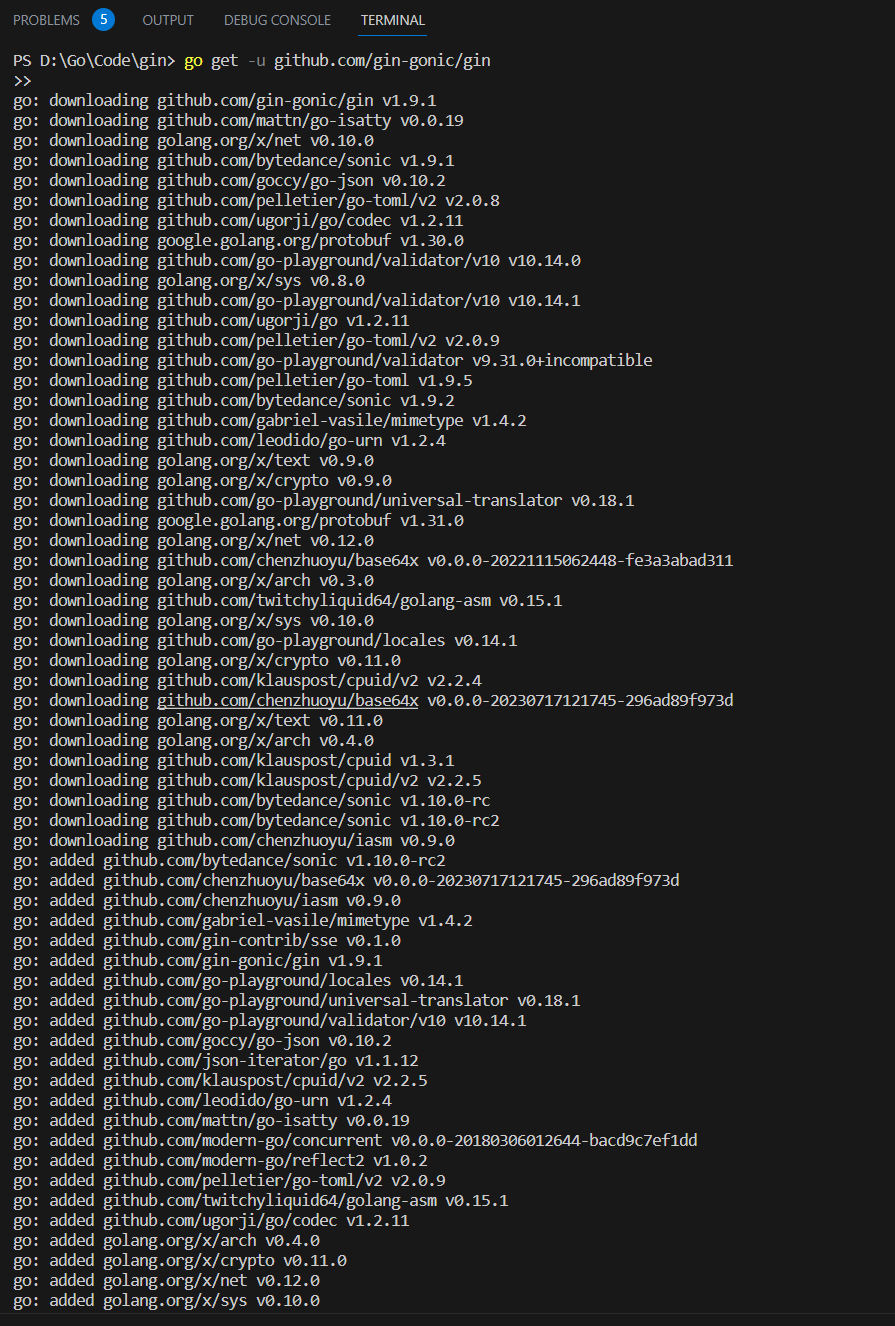 PROBLEMS 5 OUTPUT DEBUG CONSOLE TERMINAL
PS D:\Go\Code\gin> go get -u github.com/gin-gonic/gin
>>
go: downloading github.com/gin-gonic/gin v1.9.1
go: downloading github.com/mattn/go-isatty v0.0.19
go: downloading golang.org/x/net v0.10.0
go: downloading github.com/bytedance/sonic v1.9.1
go: downloading github.com/goccy/go-json v0.10.2
go: downloading github.com/pelletier/go-toml/v2 v2.0.8
go: downloading github.com/ugorji/go/codec v1.2.11
go: downloading google.golang.org/protobuf v1.30.0
go: downloading github.com/go-playground/validator/v10 v10.14.0
go: downloading golang.org/x/sys v0.8.0
go: downloading github.com/go-playground/validator/v10 v10.14.1
go: downloading github.com/ugorji/go v1.2.11
go: downloading github.com/pelletier/go-toml/v2 v2.0.9
go: downloading github.com/go-playground/validator v9.31.0+incompatible
go: downloading github.com/pelletier/go-toml v1.9.5
go: downloading github.com/bytedance/sonic v1.9.2
go: downloading github.com/gabriel-vasile/mimetype v1.4.2
go: downloading github.com/leodido/go-urn v1.2.4
go: downloading golang.org/x/text v0.9.0
go: downloading golang.org/x/crypto v0.9.0
go: downloading github.com/go-playground/universal-translator v0.18.1
go: downloading google.golang.org/protobuf v1.31.0
go: downloading golang.org/x/net v0.12.0
go: downloading github.com/chenzhuoyu/base64x v0.0.0-20221115062448-fe3a3abad311
go: downloading golang.org/x/arch v0.3.0
go: downloading github.com/twitchyliquid64/golang-asm v0.15.1
go: downloading golang.org/x/sys v0.10.0
go: downloading github.com/go-playground/locales v0.14.1
go: downloading golang.org/x/crypto v0.11.0
go: downloading github.com/klauspost/cpuid/v2 v2.2.4
go: downloading github.com/chenzhuoyu/base64x v0.0.0-20230717121745-296ad89f973d
go: downloading golang.org/x/text v0.11.0
go: downloading golang.org/x/arch v0.4.0
go: downloading github.com/klauspost/cpuid v1.3.1
go: downloading github.com/klauspost/cpuid/v2 v2.2.5
go: downloading github.com/bytedance/sonic v1.10.0-rc
go: downloading github.com/bytedance/sonic v1.10.0-rc2
go: downloading github.com/chenzhuoyu/iasm v0.9.0
go: added github.com/bytedance/sonic v1.10.0-rc2
go: added github.com/chenzhuoyu/base64x v0.0.0-20230717121745-296ad89f973d
go: added github.com/chenzhuoyu/iasm v0.9.0
go: added github.com/gabriel-vasile/mimetype v1.4.2
go: added github.com/gin-contrib/sse v0.1.0
go: added github.com/gin-gonic/gin v1.9.1
go: added github.com/go-playground/locales v0.14.1
go: added github.com/go-playground/universal-translator v0.18.1
go: added github.com/go-playground/validator/v10 v10.14.1
go: added github.com/goccy/go-json v0.10.2
go: added github.com/json-iterator/go v1.1.12
go: added github.com/klauspost/cpuid/v2 v2.2.5
go: added github.com/leodido/go-urn v1.2.4
go: added github.com/mattn/go-isatty v0.0.19
go: added github.com/modern-go/concurrent v0.0.0-20180306012644-bacd9c7ef1dd
go: added github.com/modern-go/reflect2 v1.0.2
go: added github.com/pelletier/go-toml/v2 v2.0.9
go: added github.com/twitchyliquid64/golang-asm v0.15.1
go: added github.com/ugorji/go/codec v1.2.11
go: added golang.org/x/arch v0.4.0
go: added golang.org/x/crypto v0.11.0
go: added golang.org/x/net v0.12.0
go: added golang.org/x/sys v0.10.0